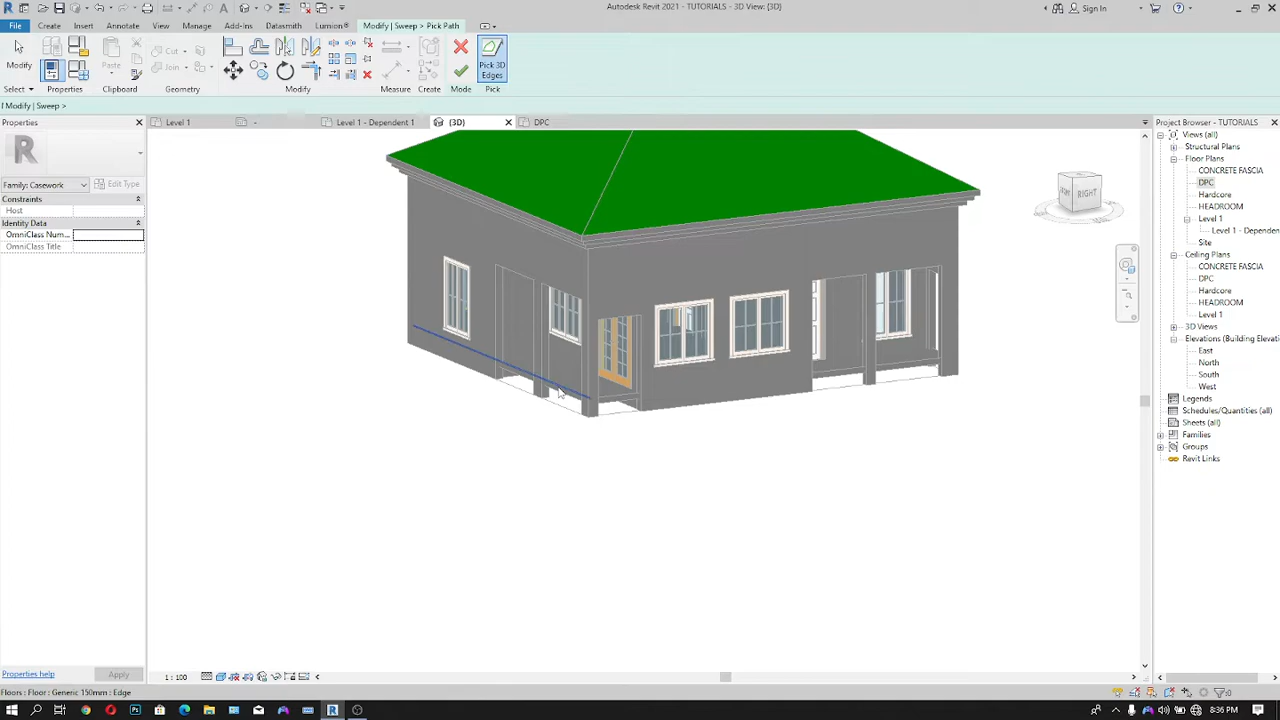 Autodesk Revit 2021 - TUTORIALS - 3D View: {3D}
Sign In
File
Create
Insert
Annotate
View
Manage
Add-Ins
Datasmith
Lumion®
Modify | Sweep > Pick Path
Modify
Paste
Cut
Join
Pick 3D Edges
Select
Properties
Clipboard
Geometry
Modify
Measure
Create
Mode
Pick
Modify | Sweep >
Properties
Level 1
Level 1 - Dependent 1
{3D}
DPC
Project Browser - TUTORIALS
Family: Casework
Edit Type
Constraints
Host
Identity Data
OmniClass Num...
OmniClass Title
RIGHT
Views (all)
Structural Plans
Floor Plans
CONCRETE FASCIA
DPC
Hardcore
HEADROOM
Level 1
Level 1 - Depender
Site
Ceiling Plans
CONCRETE FASCIA
DPC
Hardcore
HEADROOM
Level 1
3D Views
Elevations (Building Elevati
East
North
South
West
Legends
Schedules/Quantities (all)
Sheets (all)
Families
Groups
Revit Links
Properties help
Apply
1 : 100
Floors : Floor : Generic 150mm : Edge
:0
8:36 PM